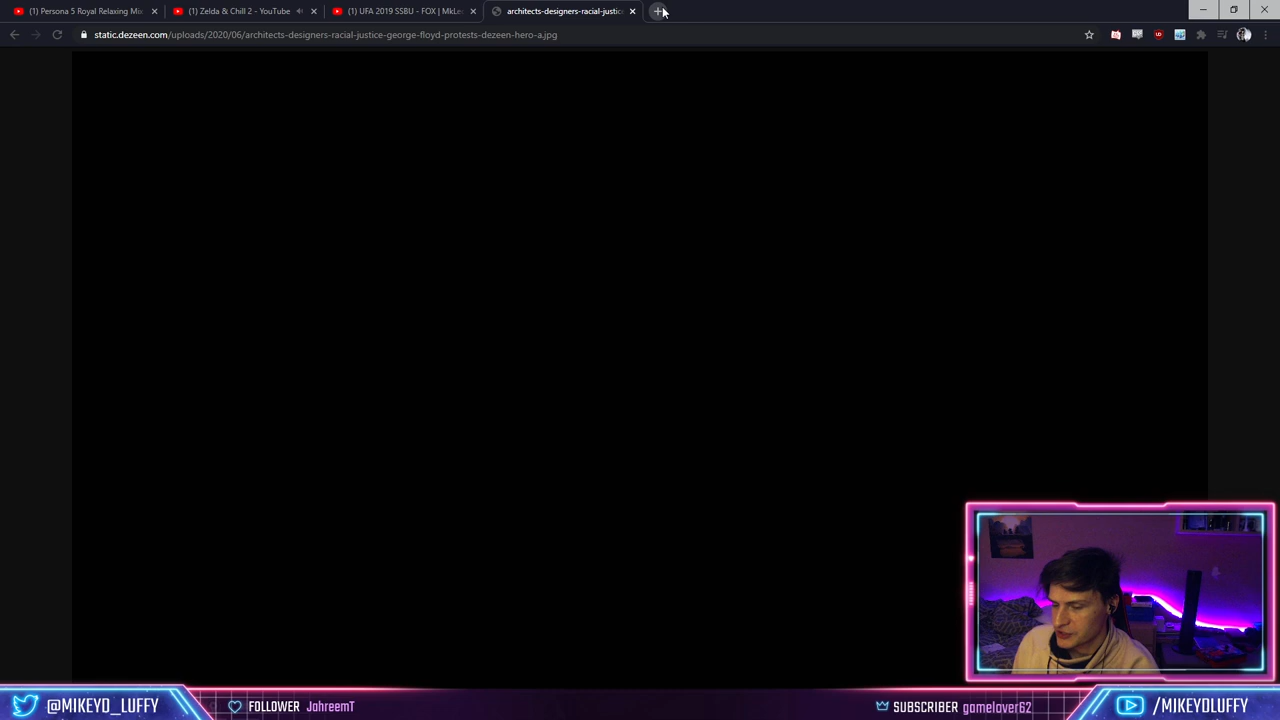 (1) Persona 5 Royal Relaxing Mi
(1) Zelda & Chill 2 - YouTube
(1) UFA 2019 SSBU - FOX | MkLe
architects-designers-racial-justic
static.dezeen.com/uploads/2020/06/architects-designers-racial-justice-george-floyd-protests-dezeen-hero-a.jpg
@MIKEYD_LUFFY
FOLLOWER JahreemT
SUBSCRIBER gamelover62
/MIKEYDLUFFY